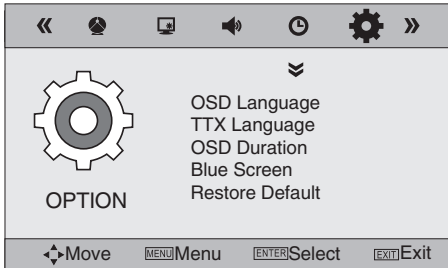 OSD Language
TTX Language
OSD Duration
Blue Screen
Restore Default
OPTION
Move MENU Menu ENTER Select EXIT Exit